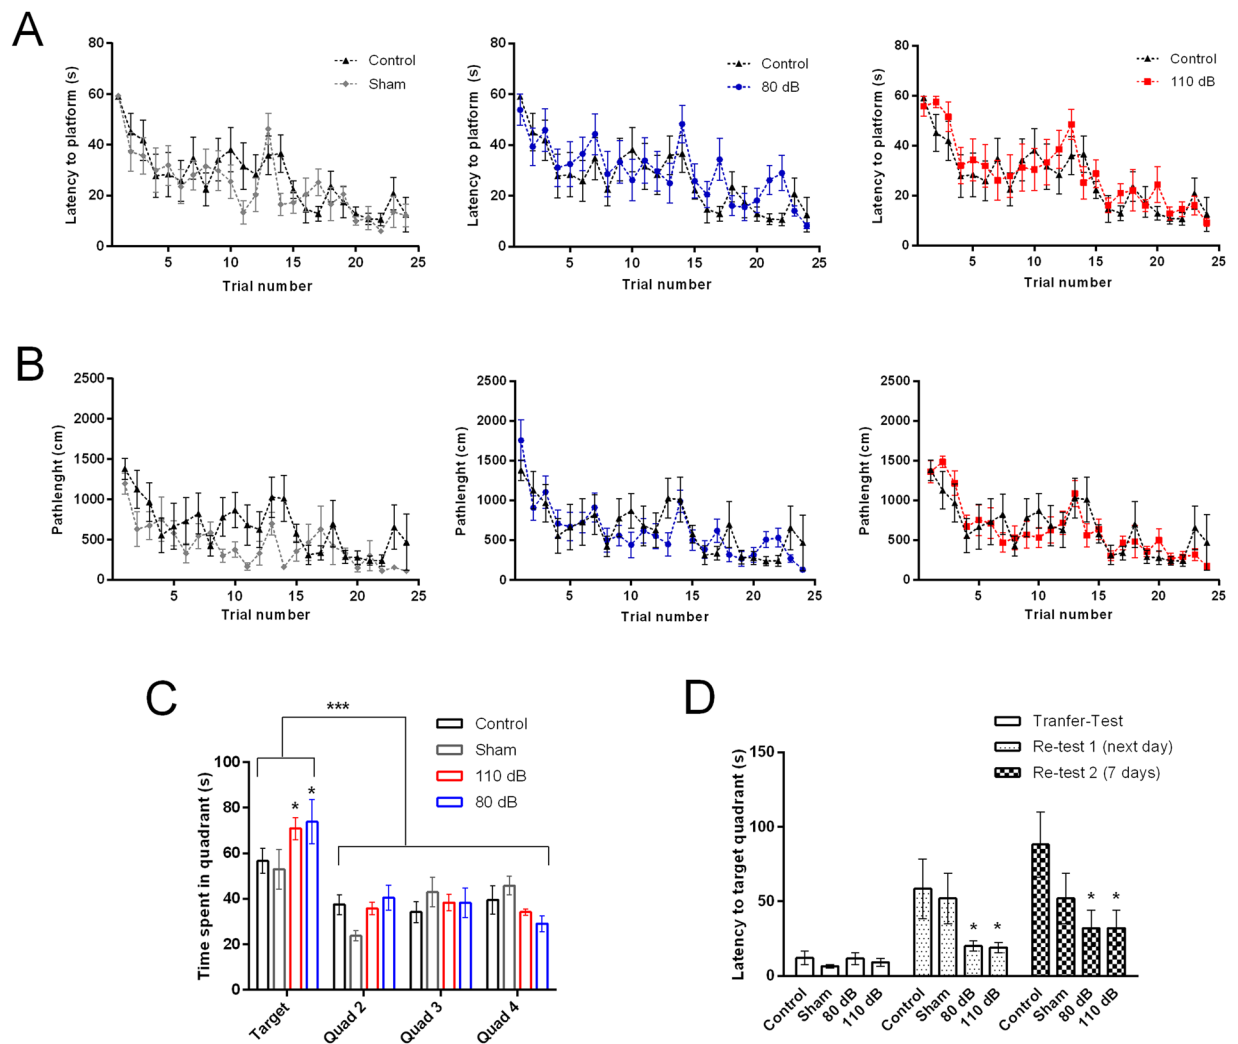 A
Latency to platform (s)
80
60
40
20
0
5
10
15
20
25
Trial number
Control
Sham
Latency to platform (s)
80
60
40
20
0
5
10
15
20
25
Trial number
Control
80 dB
Latency to platform (s)
80
60
40
20
0
5
10
15
20
25
Trial number
Control
110 dB
B
Pathlenght (cm)
2500
2000
1500
1000
500
0
5
10
15
20
25
Trial number
Pathlenght (cm)
2500
2000
1500
1000
500
0
5
10
15
20
25
Trial number
Pathlenght (cm)
2500
2000
1500
1000
500
0
5
10
15
20
25
Trial number
C
***
Control
Sham
110 dB
80 dB
Time spent in quadrant (s)
100
80
60
40
20
0
*
*
Target
Quad 2
Quad 3
Quad 4
D
Tranfer-Test
Re-test 1 (next day)
Re-test 2 (7 days)
Latency to target quadrant (s)
150
100
50
0
*
*
*
*
Control
Sham
80 dB
110 dB
Control
Sham
80 dB
110 dB
Control
Sham
80 dB
110 dB